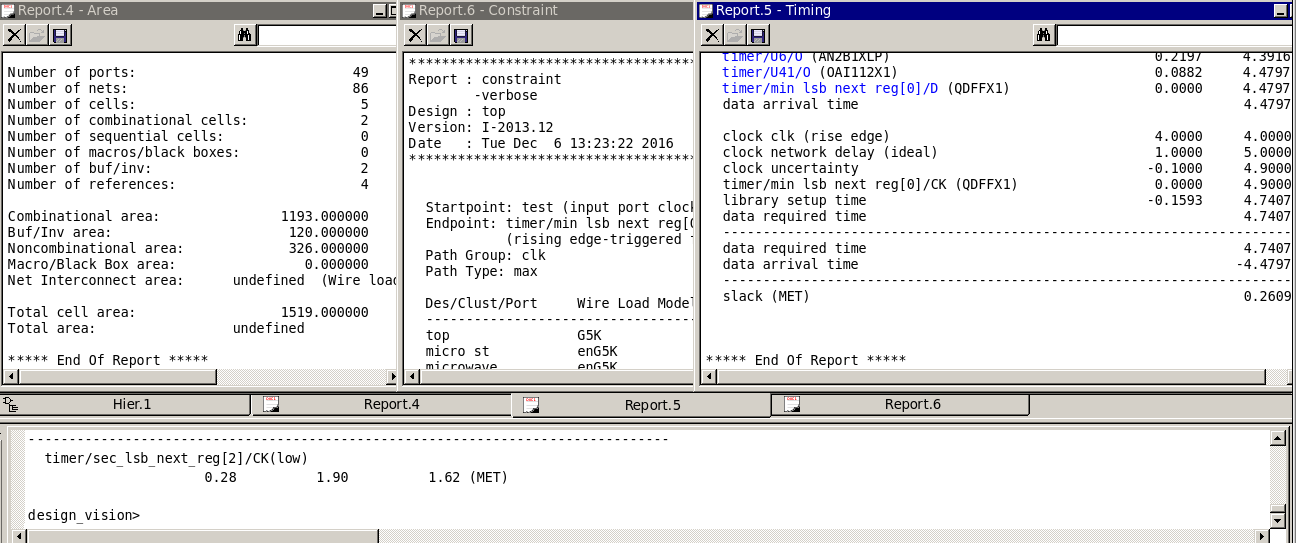 Report.4 - Area
Number of ports: 49
Number of nets: 86
Number of cells: 5
Number of combinational cells: 2
Number of sequential cells: 0
Number of macros/black boxes: 0
Number of buf/inv: 2
Number of references: 4
Combinational area: 1193.000000
Buf/Inv area: 120.000000
Noncombinational area: 326.000000
Macro/Black Box area: 0.000000
Net Interconnect area: undefined (Wire load
Total cell area: 1519.000000
Total area: undefined
***** End Of Report *****
Report.6 - Constraint
****************************************
Report : constraint
-verbose
Design : top
Version: I-2013.12
Date : Tue Dec 6 13:23:22 2016
****************************************
Startpoint: test (input port clock
Endpoint: timer/min lsb next reg[0
(rising edge-triggered
Path Group: clk
Path Type: max
Des/Clust/Port Wire Load Model
----------------------------------
top G5K
micro st enG5K
microwave enG5K
Report.5 - Timing
timer/U6/O (AN2B1XLP) 0.2197 4.3916
timer/U41/O (OAI112X1) 0.0882 4.4797
timer/min lsb next reg[0]/D (QDFFX1) 0.0000 4.4797
data arrival time 4.4797
clock clk (rise edge) 4.0000 4.0000
clock network delay (ideal) 1.0000 5.0000
clock uncertainty -0.1000 4.9000
timer/min lsb next reg[0]/CK (QDFFX1) 0.0000 4.9000
library setup time -0.1593 4.7407
data required time 4.7407
--------------------------------------------------------------------------
data required time 4.7407
data arrival time -4.4797
--------------------------------------------------------------------------
slack (MET) 0.2609
***** End Of Report *****
Hier.1
Report.4
Report.5
Report.6
--------------------------------------------------------------------------------
timer/sec_lsb_next_reg[2]/CK(low)
0.28 1.90 1.62 (MET)
design_vision>